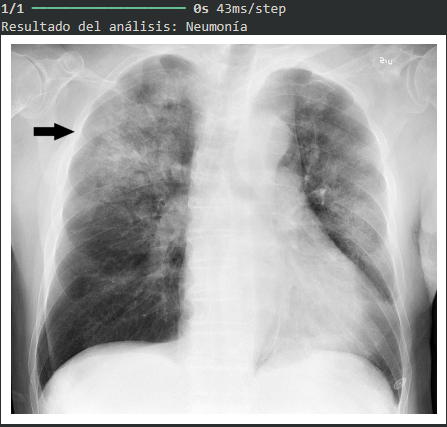 1/1 ━━━━━━━━━━━━━━━━━━━━ 0s 43ms/step
Resultado del análisis: Neumonía